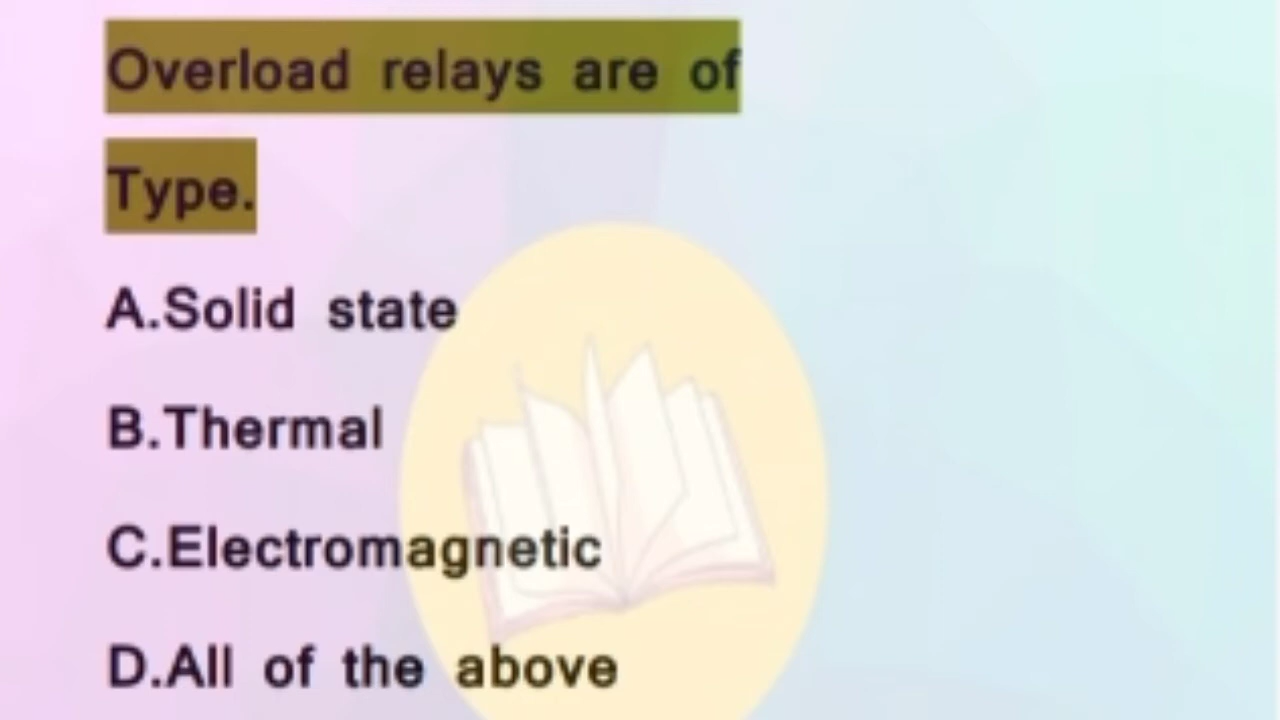 Overload relays are of
Type.
A.Solid state
B.Thermal
C.Electromagnetic
D.All of the above